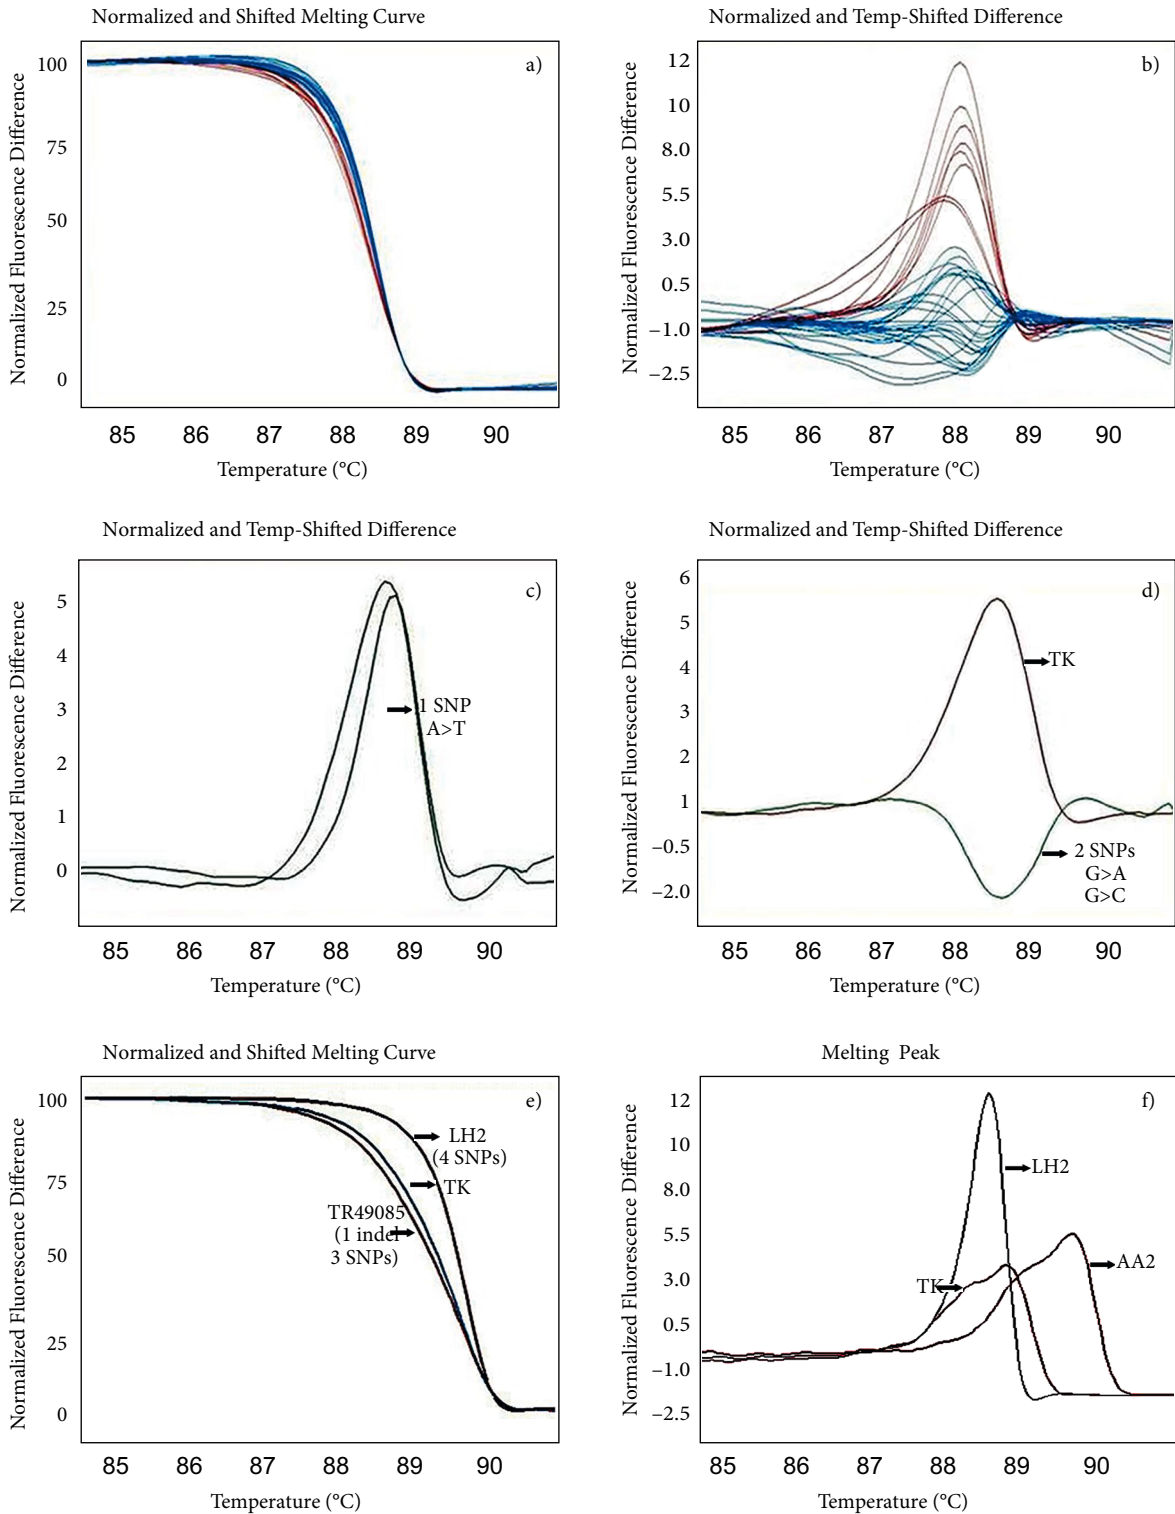 Normalized and Shifted Melting Curve
a)
Normalized Fluorescence Difference
100
75
50
25
0
85 86 87 88 89 90
Temperature (°C)
Normalized and Temp-Shifted Difference
b)
Normalized Fluorescence Difference
12
10
8.0
5.5
3.0
0.5
−1.0
−2.5
85 86 87 88 89 90
Temperature (°C)
Normalized and Temp-Shifted Difference
c)
Normalized Fluorescence Difference
5
4
3
2
1
0
1 SNP
A>T
85 86 87 88 89 90
Temperature (°C)
Normalized and Temp-Shifted Difference
d)
Normalized Fluorescence Difference
6
5
4
3
2
1
−0.5
−2.0
TK
2 SNPs
G>A
G>C
85 86 87 88 89 90
Temperature (°C)
Normalized and Shifted Melting Curve
e)
Normalized Fluorescence Difference
100
75
50
25
0
LH2
(4 SNPs)
TK
TR49085
(1 indel
3 SNPs)
85 86 87 88 89 90
Temperature (°C)
Melting Peak
f)
Normalized Fluorescence Difference
12
10
8.0
5.5
3.0
0.5
−1.0
−2.5
LH2
AA2
TK
85 86 87 88 89 90
Temperature (°C)